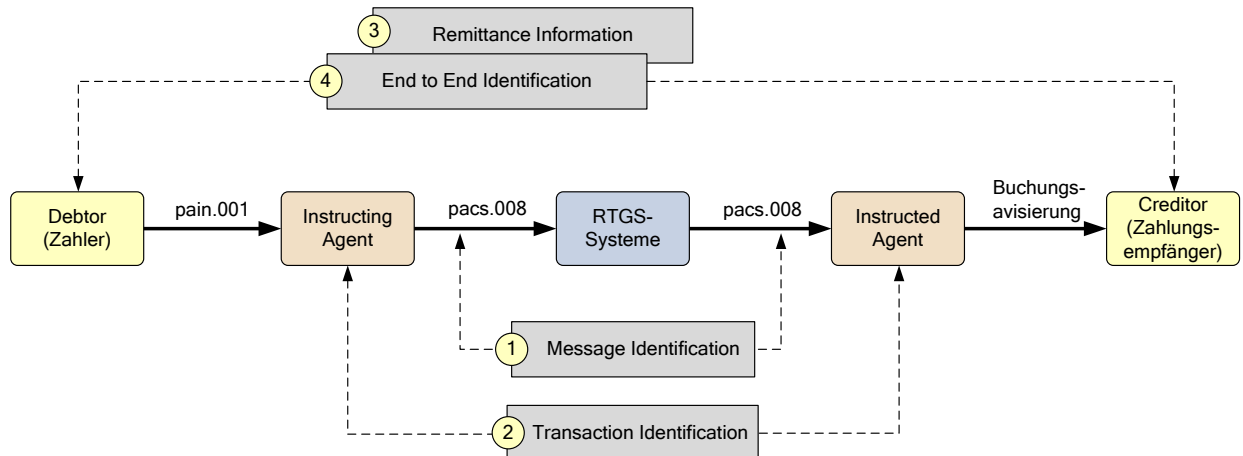 3 Remittance Information
4 End to End Identification
Debtor
(Zahler)
pain.001
Instructing
Agent
pacs.008
RTGS-
Systeme
pacs.008
Instructed
Agent
Buchungs-
avisierung
Creditor
(Zahlungs-
empfänger)
1 Message Identification
2 Transaction Identification